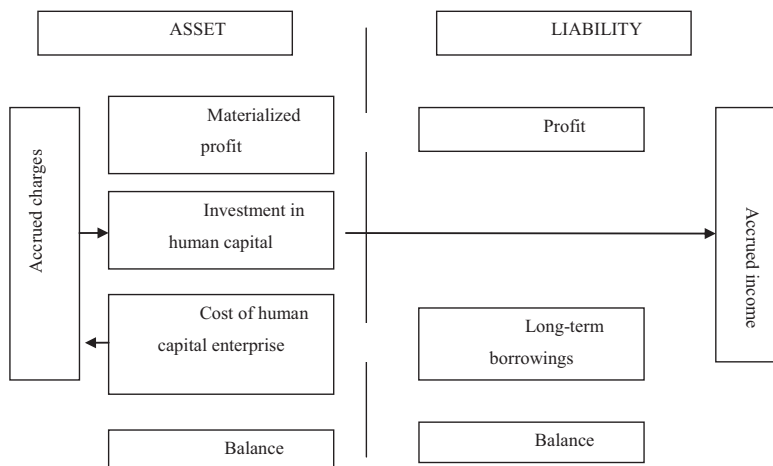 ASSET
LIABILITY
Accrued charges
Materialized
profit
Profit
Investment in
human capital
Accrued income
Cost of human
capital enterprise
Long-term
borrowings
Balance
Balance